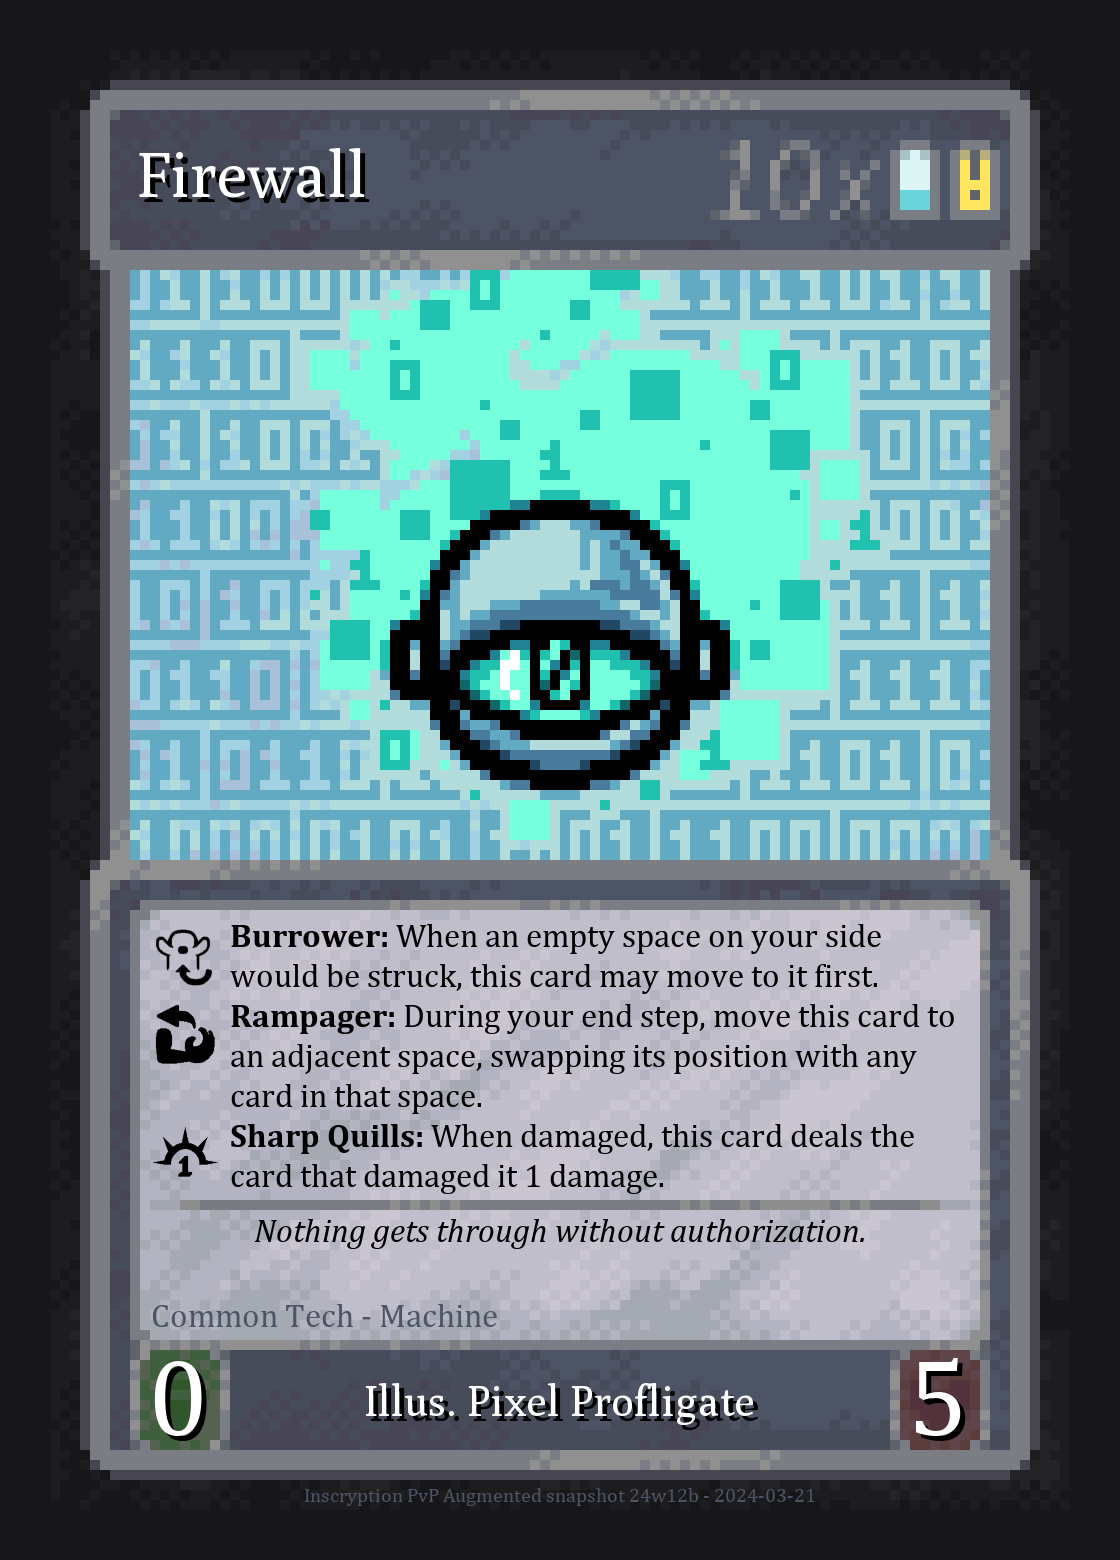 Firewall 10x
Burrower: When an empty space on your side
would be struck, this card may move to it first.
Rampager: During your end step, move this card to
an adjacent space, swapping its position with any
card in that space.
Sharp Quills: When damaged, this card deals the
card that damaged it 1 damage.
Nothing gets through without authorization.
Common Tech - Machine
0 Illus. Pixel Profligate 5
Inscryption PvP Augmented snapshot 24w12b - 2024-03-21